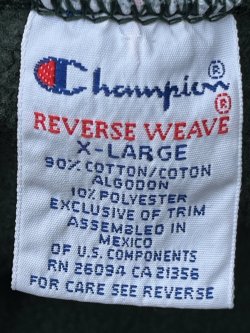 Champion®
REVERSE WEAVE®
X-LARGE
90% COTTON/COTON
ALGODON
10% POLYESTER
EXCLUSIVE OF TRIM
ASSEMBLED IN
MEXICO
OF U.S. COMPONENTS
RN 26094 CA 21356
FOR CARE SEE REVERSE